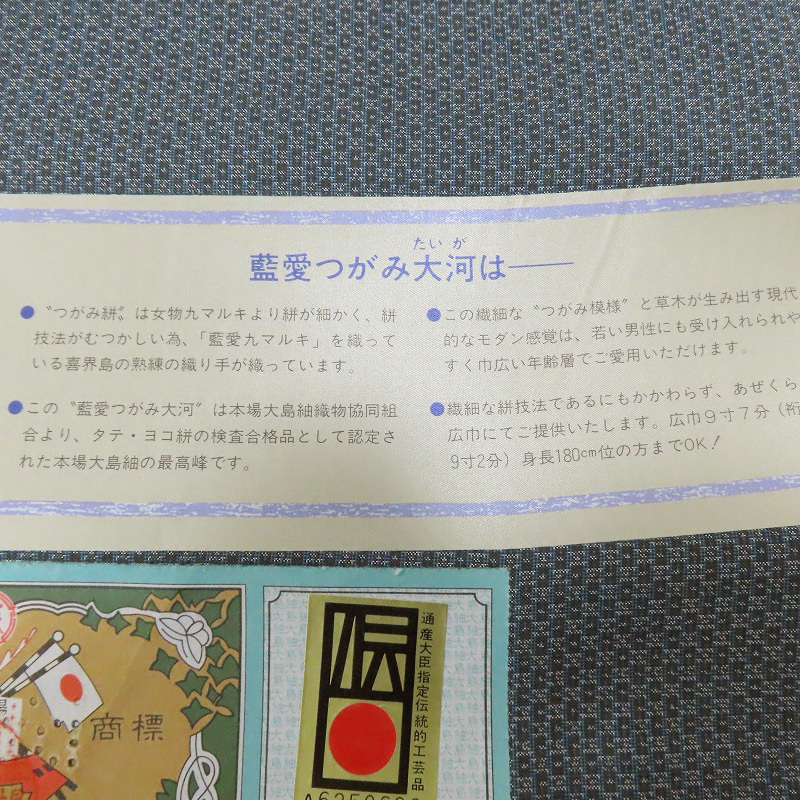 たいが
藍愛つがみ大河は──
●〝つがみ絣〟は女物九マルキより絣が細かく、絣
技法がむつかしい為、「藍愛九マルキ」を織って
いる喜界島の熟練の織り手が織っています。
●この〝藍愛つがみ大河〟は本場大島紬織物協同組
合より、タテ・ヨコ絣の検査合格品として認定さ
れた本場大島紬の最高峰です。
●この繊細な〝つがみ模様〟と草木が生み出す現代
的なモダン感覚は、若い男性にも受け入れられや
すく巾広い年齢層でご愛用いただけます。
●繊細な絣技法であるにもかかわらず、あぜくら
広巾にてご提供いたします。広巾9寸7分(裄
9寸2分)身長180cm位の方までOK!
商標
伝
通産大臣指定伝統的工芸品